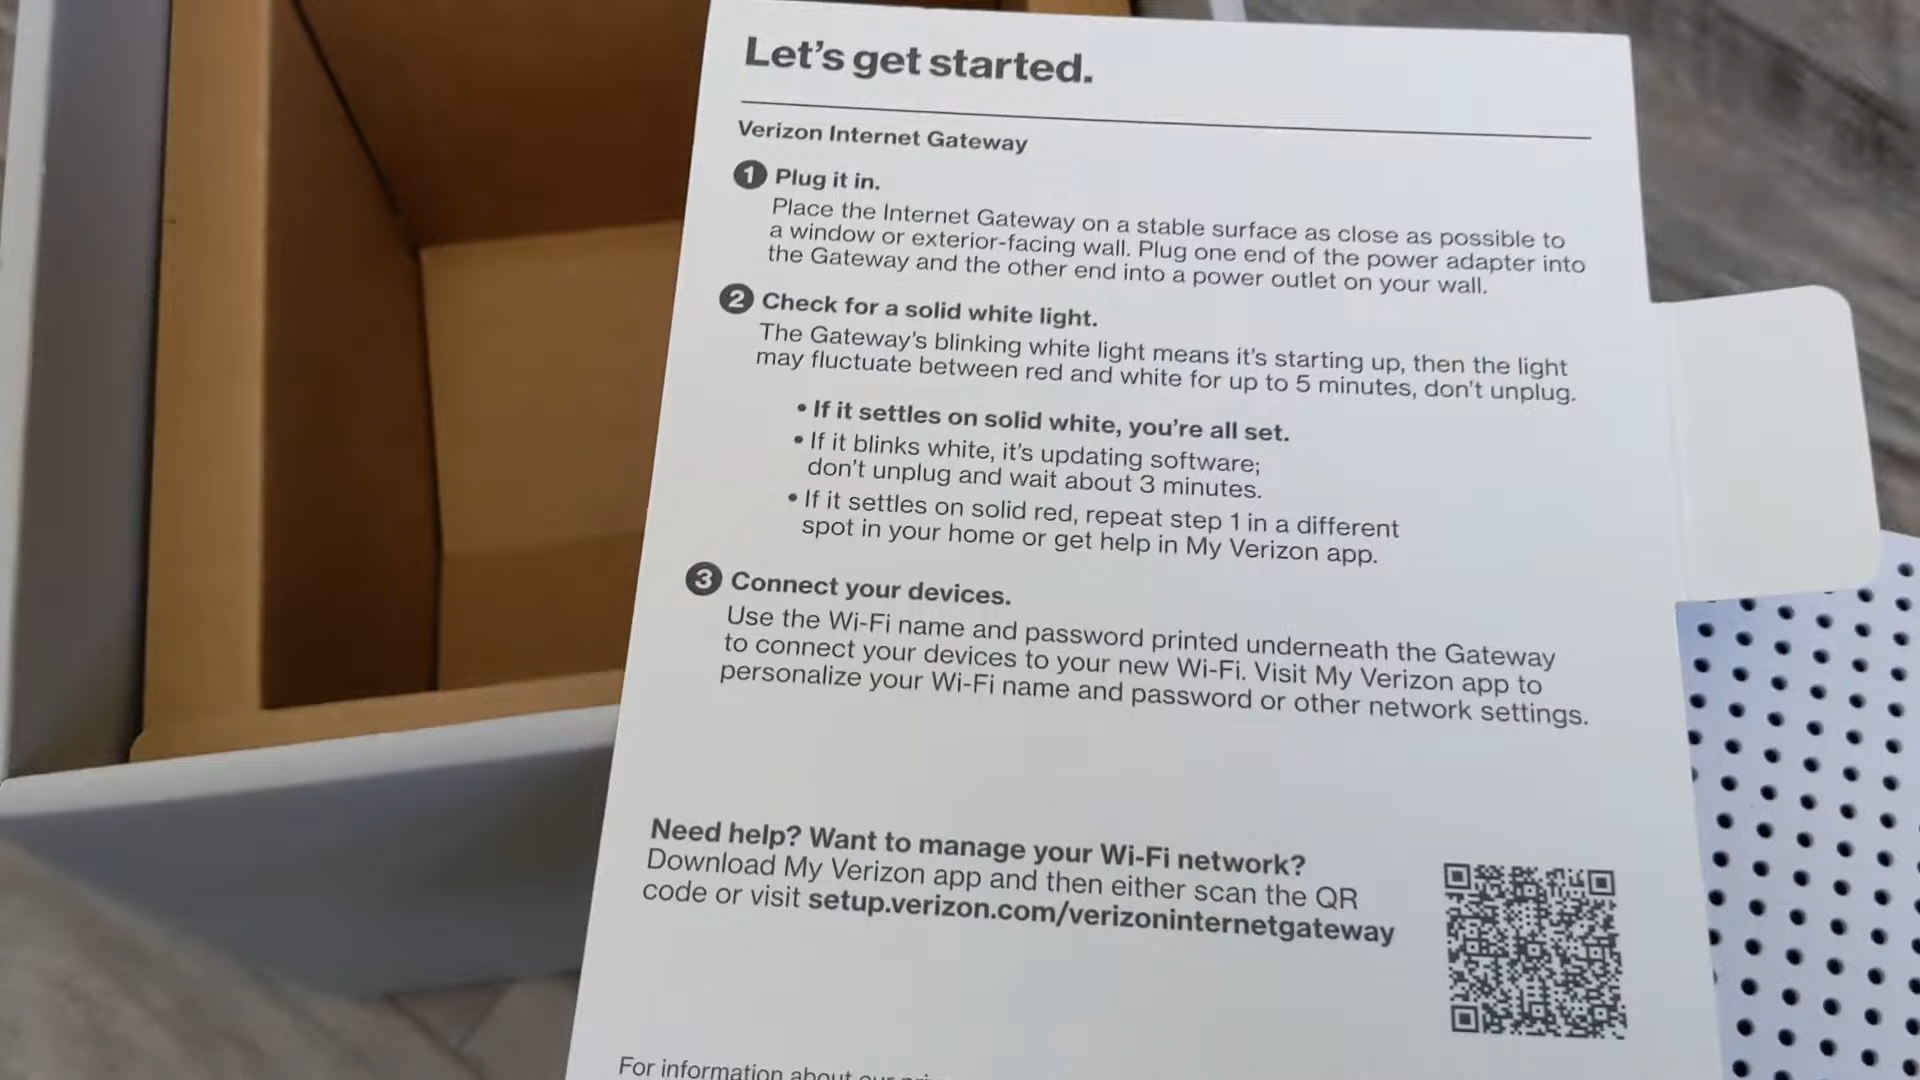 Let's get started.
Verizon Internet Gateway
1 Plug it in.
Place the Internet Gateway on a stable surface as close as possible to
a window or exterior-facing wall. Plug one end of the power adapter into
the Gateway and the other end into a power outlet on your wall.
2 Check for a solid white light.
The Gateway's blinking white light means it's starting up, then the light
may fluctuate between red and white for up to 5 minutes, don't unplug.
• If it settles on solid white, you're all set.
• If it blinks white, it's updating software;
don't unplug and wait about 3 minutes.
• If it settles on solid red, repeat step 1 in a different
spot in your home or get help in My Verizon app.
3 Connect your devices.
Use the Wi-Fi name and password printed underneath the Gateway
to connect your devices to your new Wi-Fi. Visit My Verizon app to
personalize your Wi-Fi name and password or other network settings.
Need help? Want to manage your Wi-Fi network?
Download My Verizon app and then either scan the QR
code or visit setup.verizon.com/verizoninternetgateway
For information about our